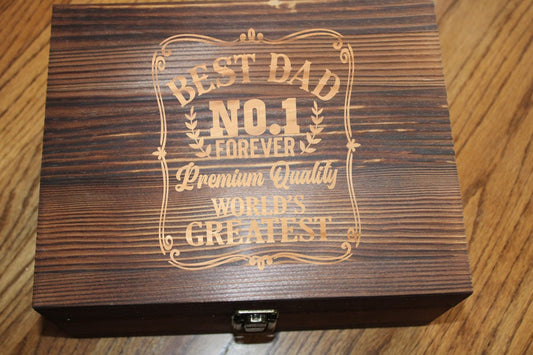 BEST DAD
NO.1
FOREVER
Premium Quality
WORLD'S
GREATEST